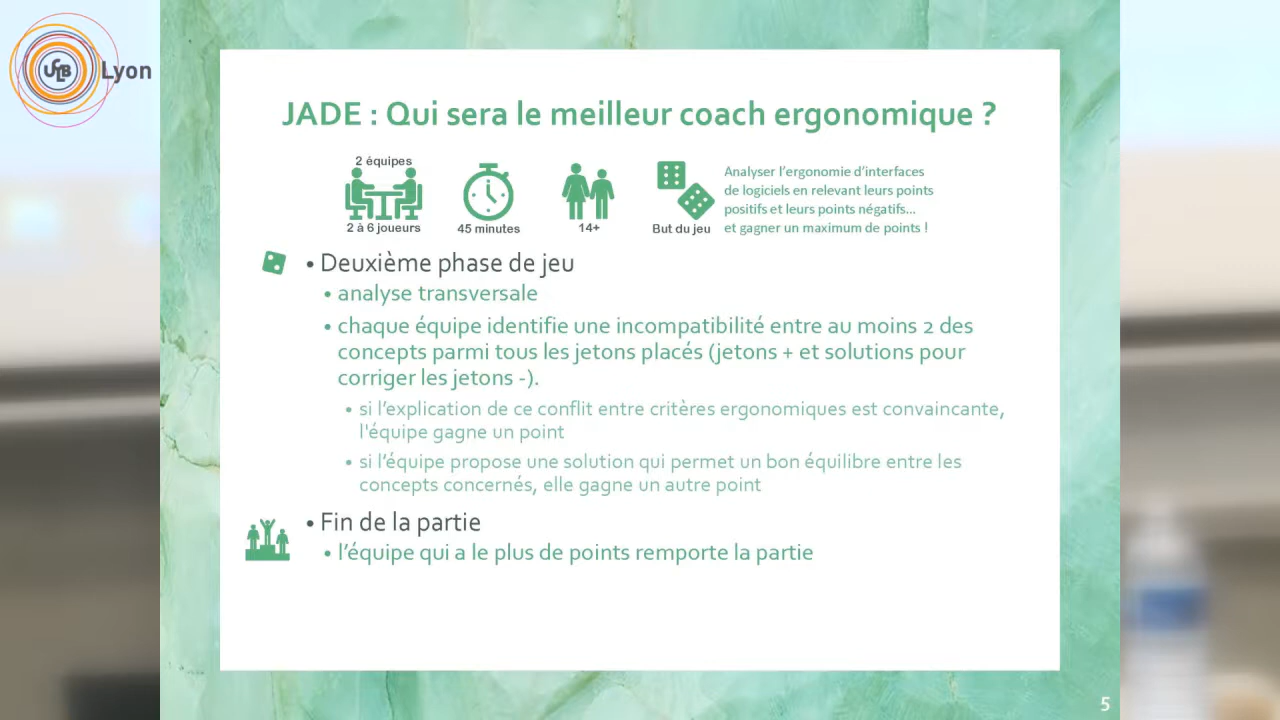 UCBL Lyon
JADE : Qui sera le meilleur coach ergonomique ?
2 équipes
2 à 6 joueurs
45 minutes
14+
But du jeu
Analyser l'ergonomie d'interfaces
de logiciels en relevant leurs points
positifs et leurs points négatifs...
et gagner un maximum de points !
• Deuxième phase de jeu
• analyse transversale
• chaque équipe identifie une incompatibilité entre au moins 2 des
concepts parmi tous les jetons placés (jetons + et solutions pour
corriger les jetons -).
• si l'explication de ce conflit entre critères ergonomiques est convaincante,
l'équipe gagne un point
• si l'équipe propose une solution qui permet un bon équilibre entre les
concepts concernés, elle gagne un autre point
• Fin de la partie
• l'équipe qui a le plus de points remporte la partie
5